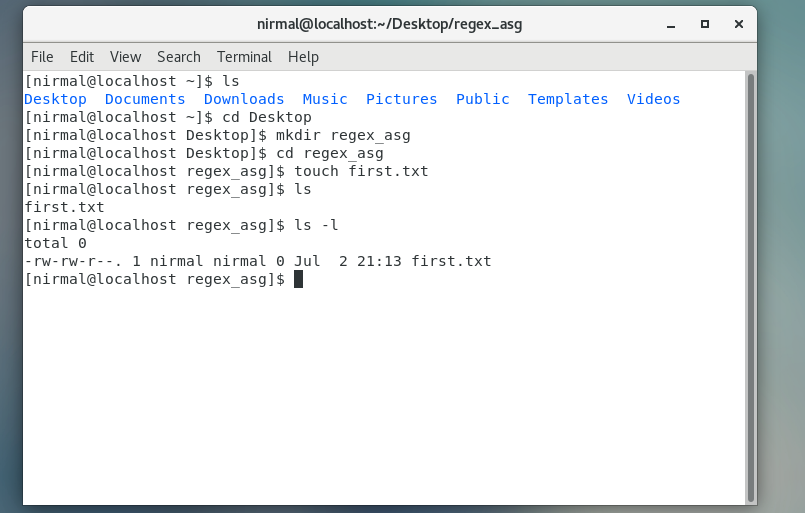 nirmal@localhost:~/Desktop/regex_asg
File Edit View Search Terminal Help
[nirmal@localhost ~]$ ls
Desktop  Documents  Downloads  Music  Pictures  Public  Templates  Videos
[nirmal@localhost ~]$ cd Desktop
[nirmal@localhost Desktop]$ mkdir regex_asg
[nirmal@localhost Desktop]$ cd regex_asg
[nirmal@localhost regex_asg]$ touch first.txt
[nirmal@localhost regex_asg]$ ls
first.txt
[nirmal@localhost regex_asg]$ ls -l
total 0
-rw-rw-r--. 1 nirmal nirmal 0 Jul  2 21:13 first.txt
[nirmal@localhost regex_asg]$